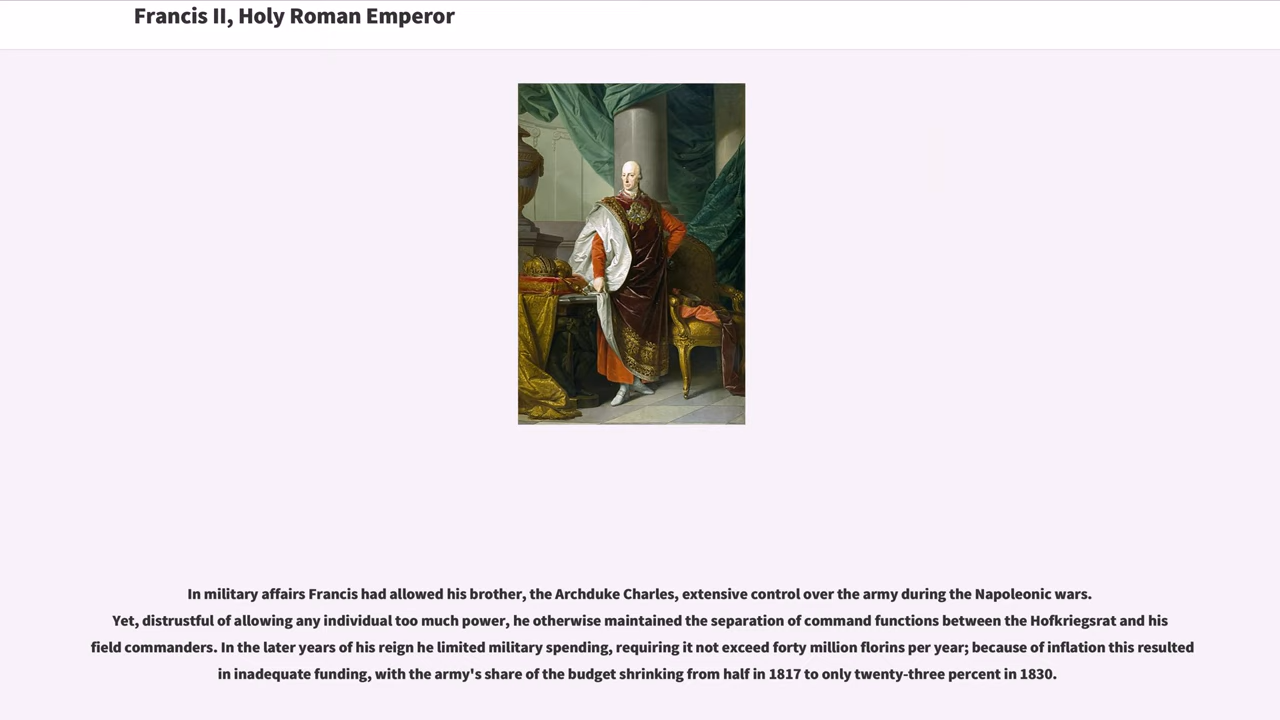 Francis II, Holy Roman Emperor
In military affairs Francis had allowed his brother, the Archduke Charles, extensive control over the army during the Napoleonic wars.
Yet, distrustful of allowing any individual too much power, he otherwise maintained the separation of command functions between the Hofkriegsrat and his
field commanders. In the later years of his reign he limited military spending, requiring it not exceed forty million florins per year; because of inflation this resulted
in inadequate funding, with the army's share of the budget shrinking from half in 1817 to only twenty-three percent in 1830.